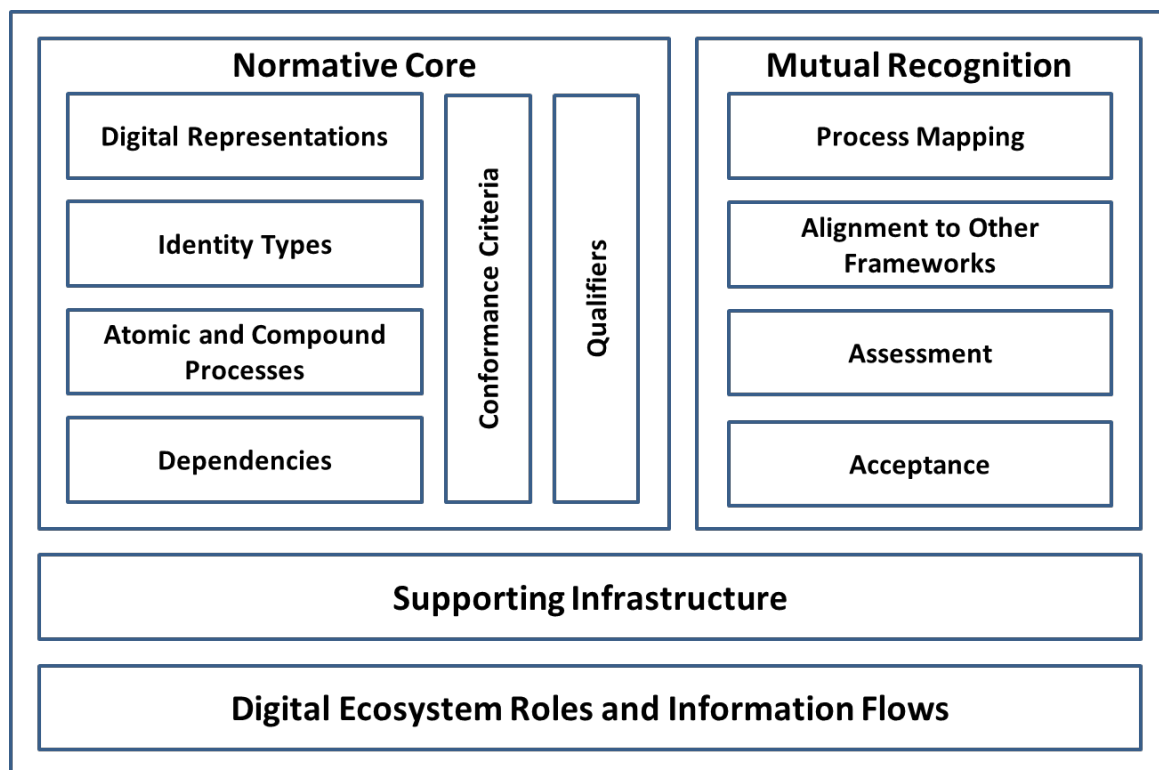 Normative Core
Digital Representations
Identity Types
Atomic and Compound
Processes
Dependencies
Conformance Criteria
Qualifiers
Mutual Recognition
Process Mapping
Alignment to Other
Frameworks
Assessment
Acceptance
Supporting Infrastructure
Digital Ecosystem Roles and Information Flows